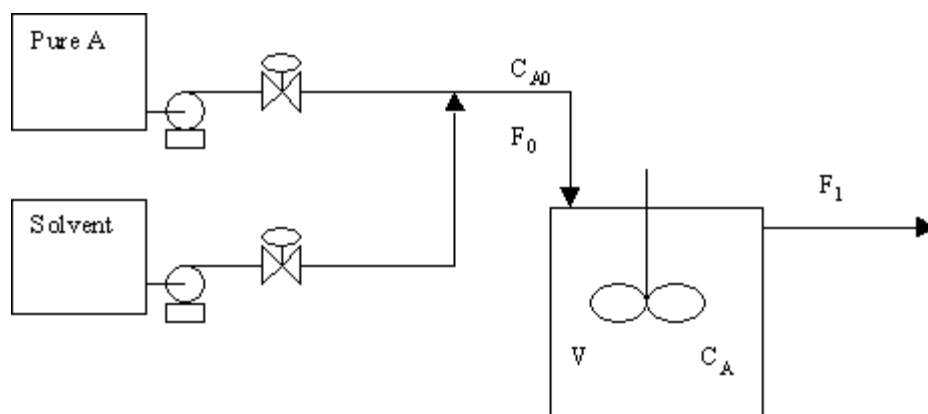 Pure A
C_A0
F_0
Solvent
F_1
V
C_A